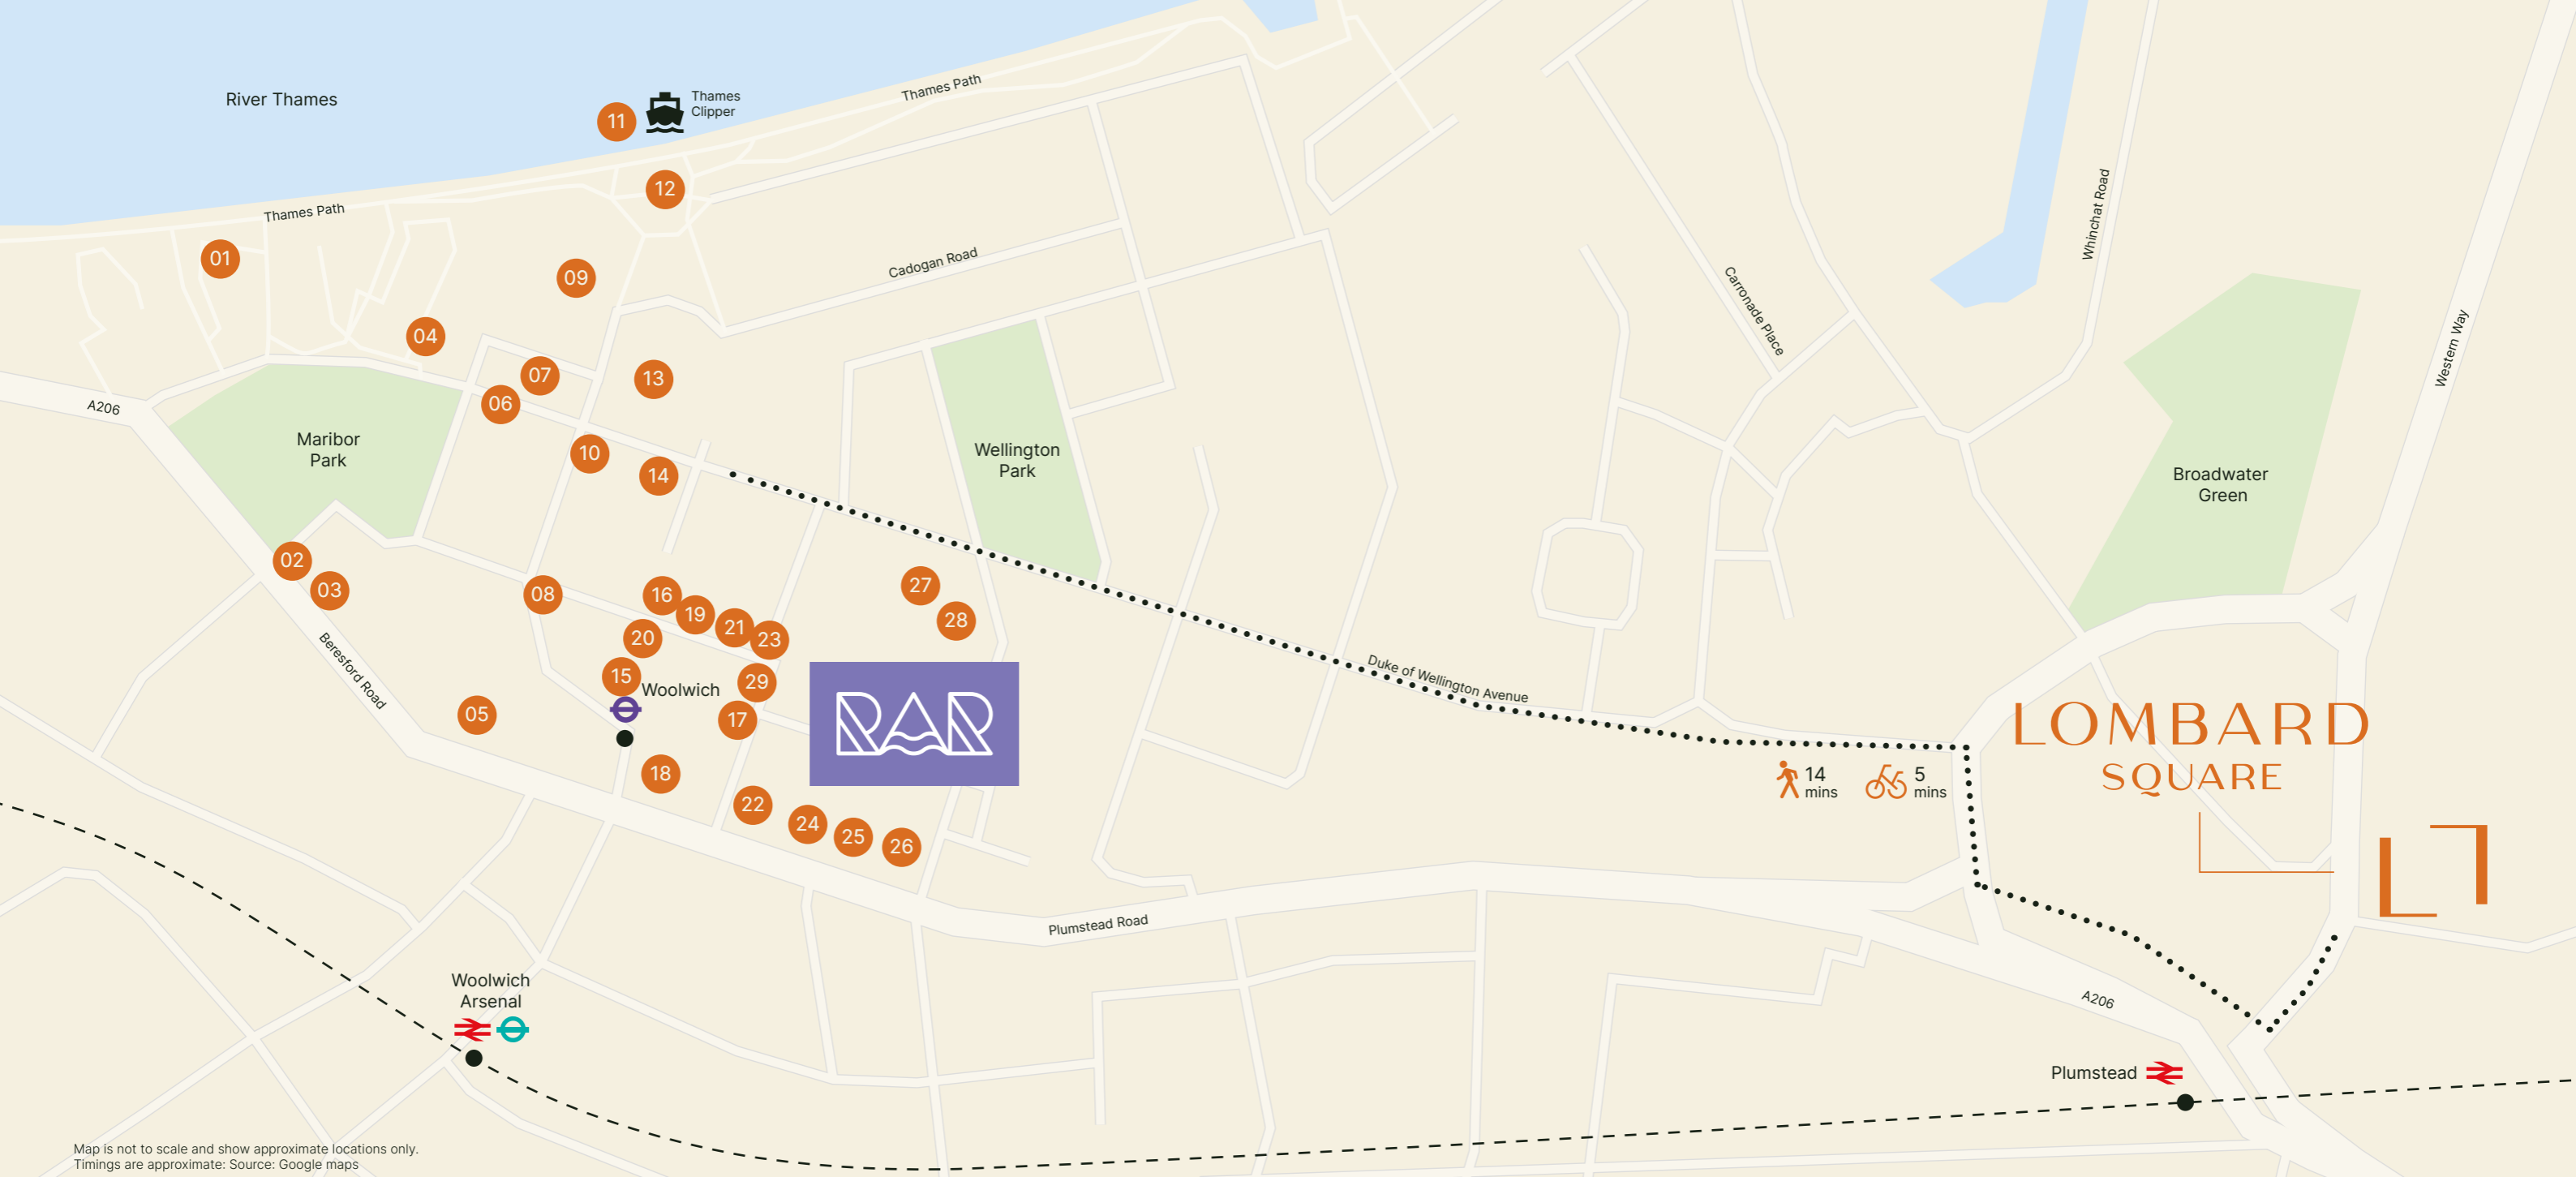 River Thames
11
Thames
Clipper
Thames Path
12
Thames Path
01
09
Cadogan Road
04
07
13
06
A206
Maribor
Park
10
14
Wellington
Park
Carronade Place
Whinchat Road
Western Way
Broadwater
Green
02
03
08
16
19
21
23
20
27
28
15
Woolwich
29
17
05
18
Beresford Road
RAR
22
24
25
26
Duke of Wellington Avenue
14
mins
5
mins
LOMBARD
SQUARE
Plumstead Road
Woolwich
Arsenal
A206
Plumstead
Map is not to scale and show approximate locations only.
Timings are approximate: Source: Google maps